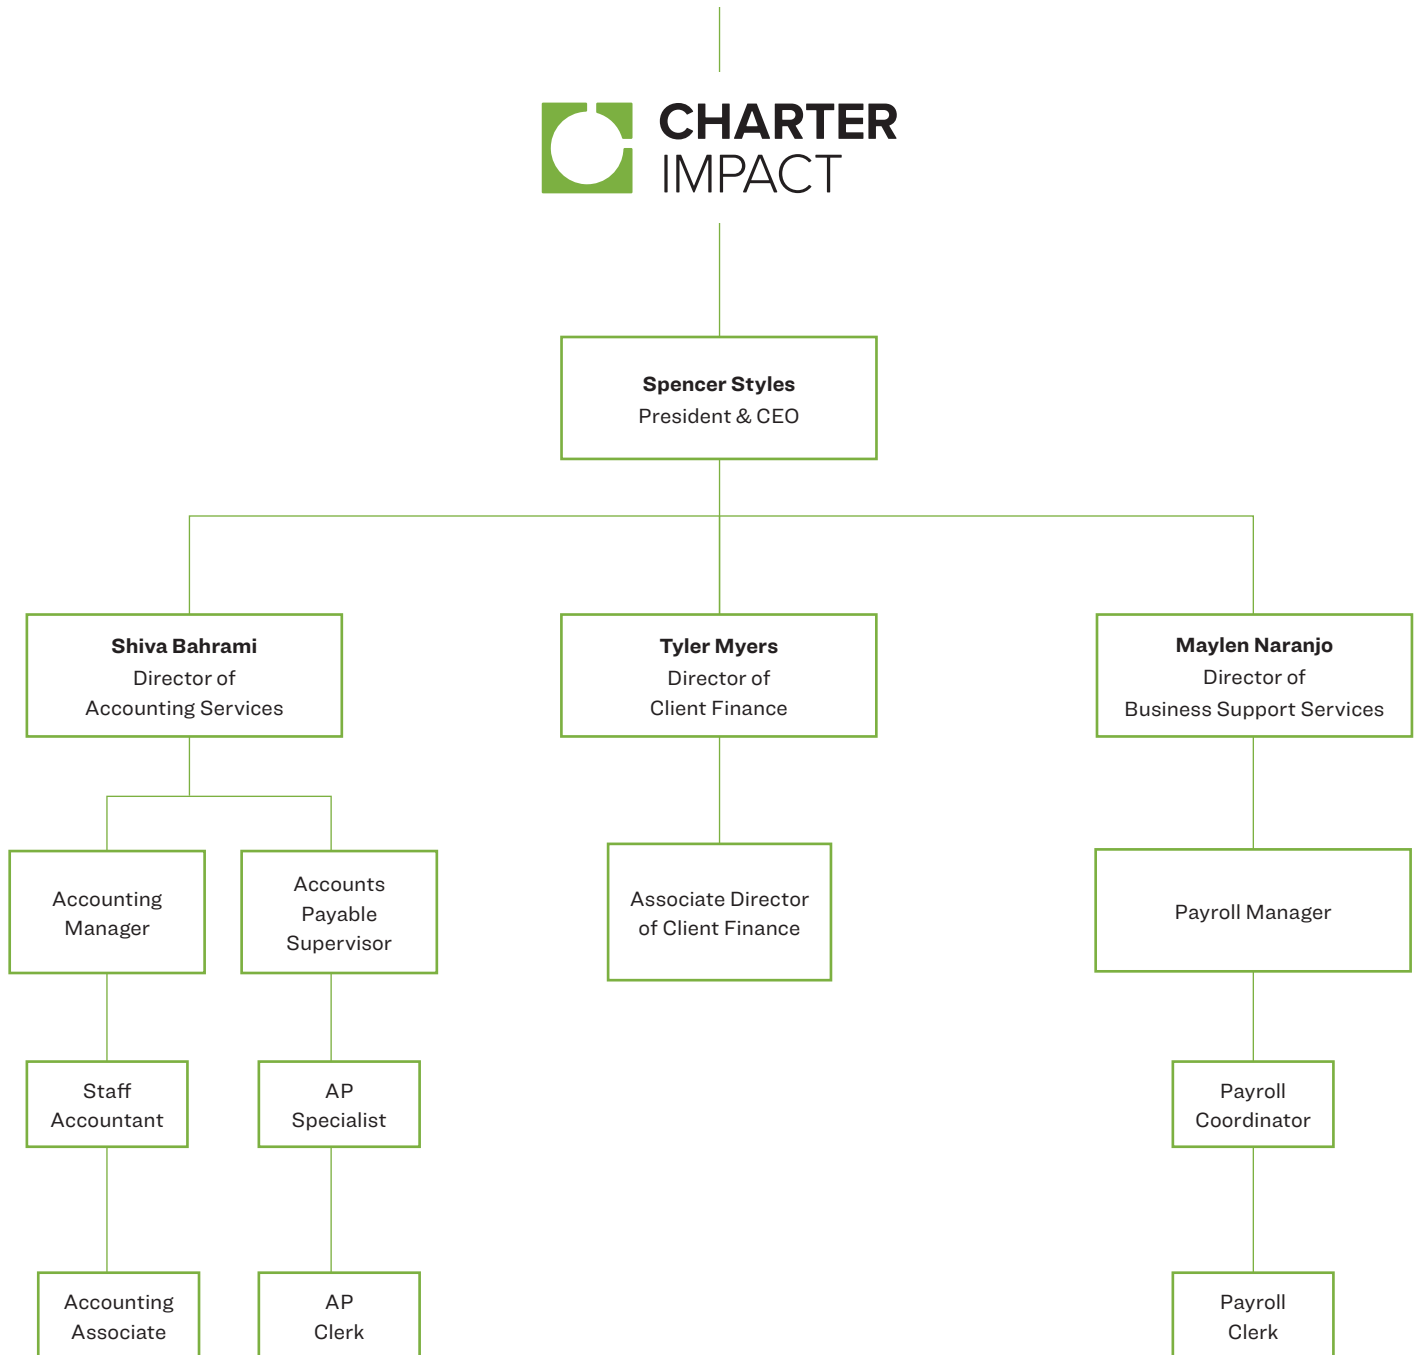 CHARTER
IMPACT
Spencer Styles
President & CEO
Shiva Bahrami
Director of
Accounting Services
Tyler Myers
Director of
Client Finance
Maylen Naranjo
Director of
Business Support Services
Accounting
Manager
Accounts
Payable
Supervisor
Associate Director
of Client Finance
Payroll Manager
Staff
Accountant
AP
Specialist
Payroll
Coordinator
Accounting
Associate
AP
Clerk
Payroll
Clerk